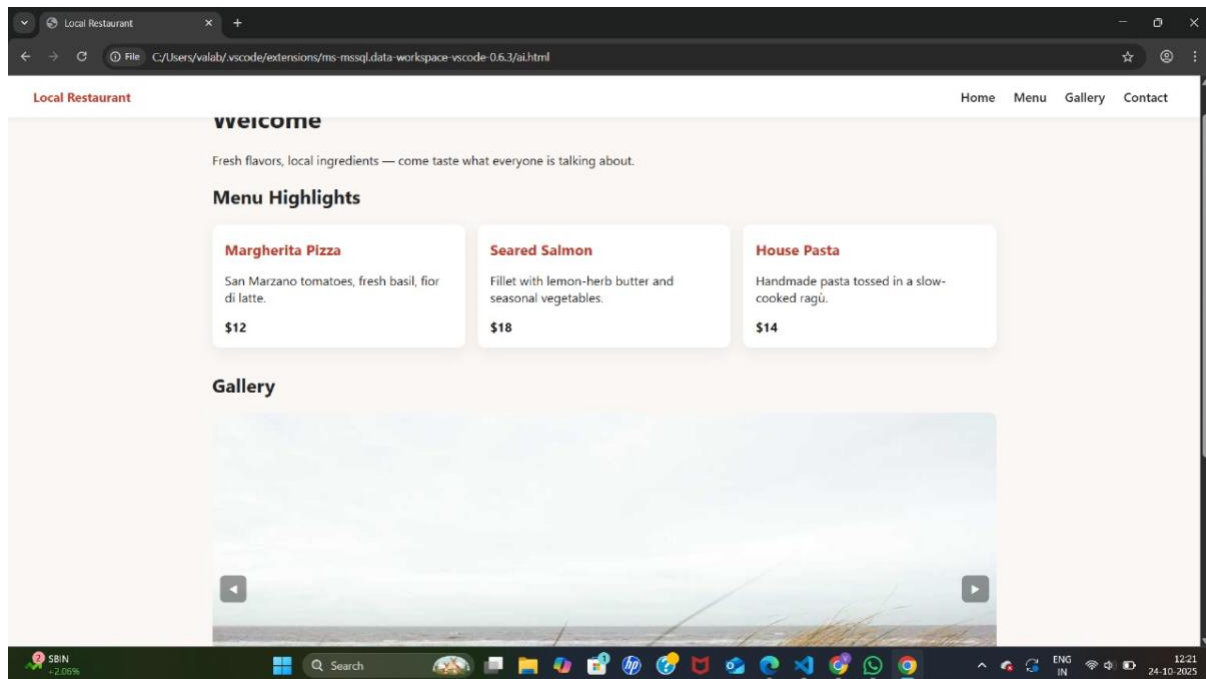 Local Restaurant
File C:/Users/valab/.vscode/extensions/ms-mssql.data-workspace-vscode-0.6.3/ai.html
Local Restaurant
Home Menu Gallery Contact
Welcome
Fresh flavors, local ingredients — come taste what everyone is talking about.
Menu Highlights
Margherita Pizza
San Marzano tomatoes, fresh basil, fior
di latte.
$12
Seared Salmon
Fillet with lemon-herb butter and
seasonal vegetables.
$18
House Pasta
Handmade pasta tossed in a slow-
cooked ragù.
$14
Gallery
2
SBIN
+2.06%
Search
hp
ENG
IN
12:21
24-10-2025